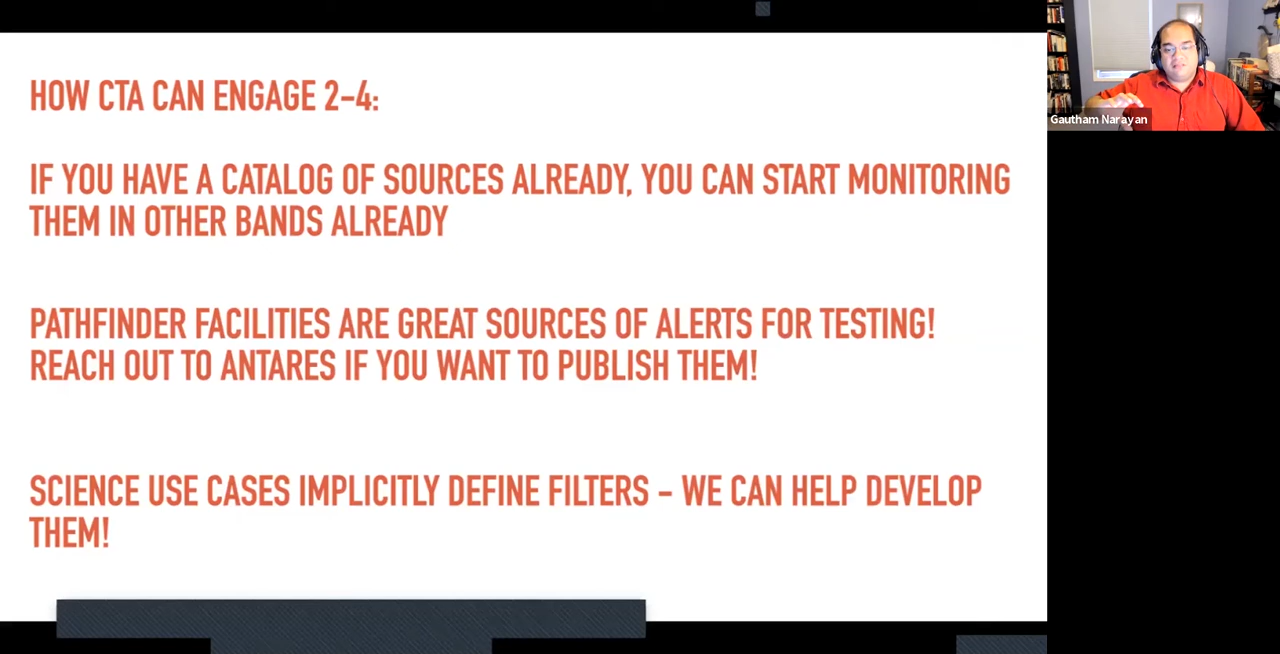 HOW CTA CAN ENGAGE 2-4:
IF YOU HAVE A CATALOG OF SOURCES ALREADY, YOU CAN START MONITORING
THEM IN OTHER BANDS ALREADY
PATHFINDER FACILITIES ARE GREAT SOURCES OF ALERTS FOR TESTING!
REACH OUT TO ANTARES IF YOU WANT TO PUBLISH THEM!
SCIENCE USE CASES IMPLICITLY DEFINE FILTERS - WE CAN HELP DEVELOP
THEM!
Gautham Narayan